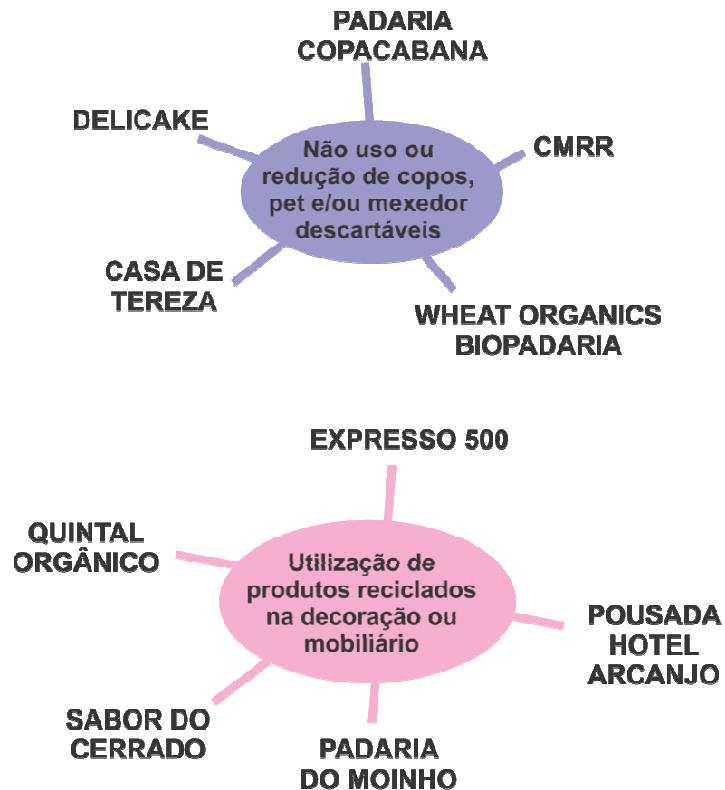 PADARIA
COPACABANA
DELICAKE
CMRR
Não uso ou
redução de copos,
pet e/ou mexedor
descartáveis
CASA DE
TEREZA
WHEAT ORGANICS
BIOPADARIA
EXPRESSO 500
QUINTAL
ORGÂNICO
Utilização de
produtos reciclados
na decoração ou
mobiliário
POUSADA
HOTEL
ARCANJO
SABOR DO
CERRADO
PADARIA
DO MOINHO